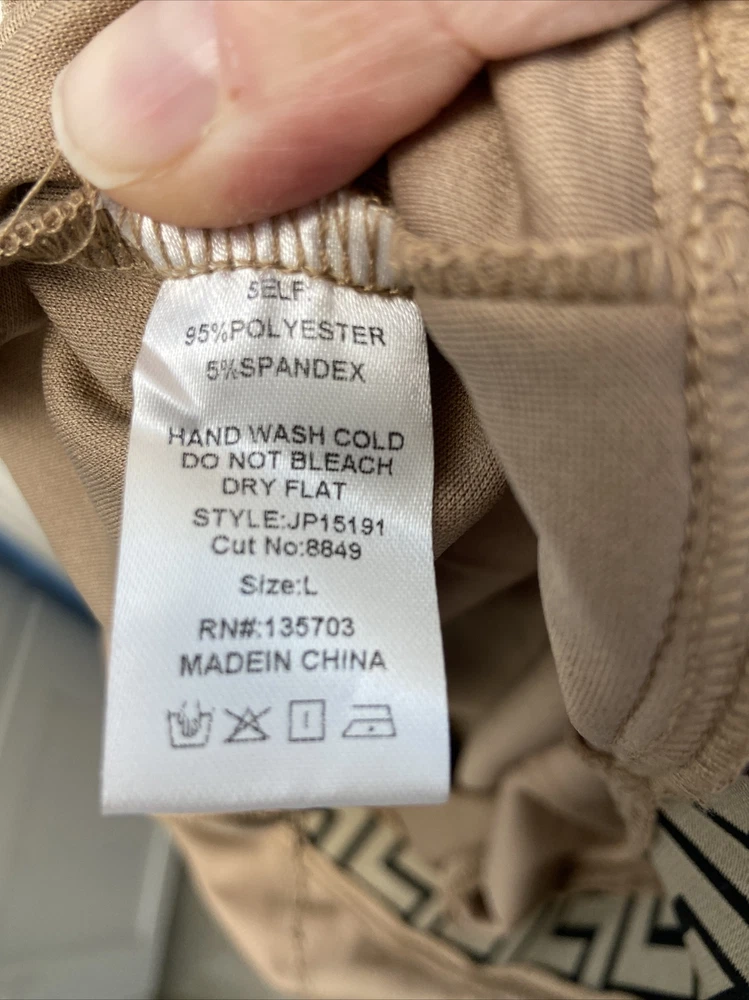 SELF:
95%POLYESTER
5%SPANDEX
HAND WASH COLD
DO NOT BLEACH
DRY FLAT
STYLE:JP15191
Cut No:8849
Size:L
RN#:135703
MADEIN CHINA